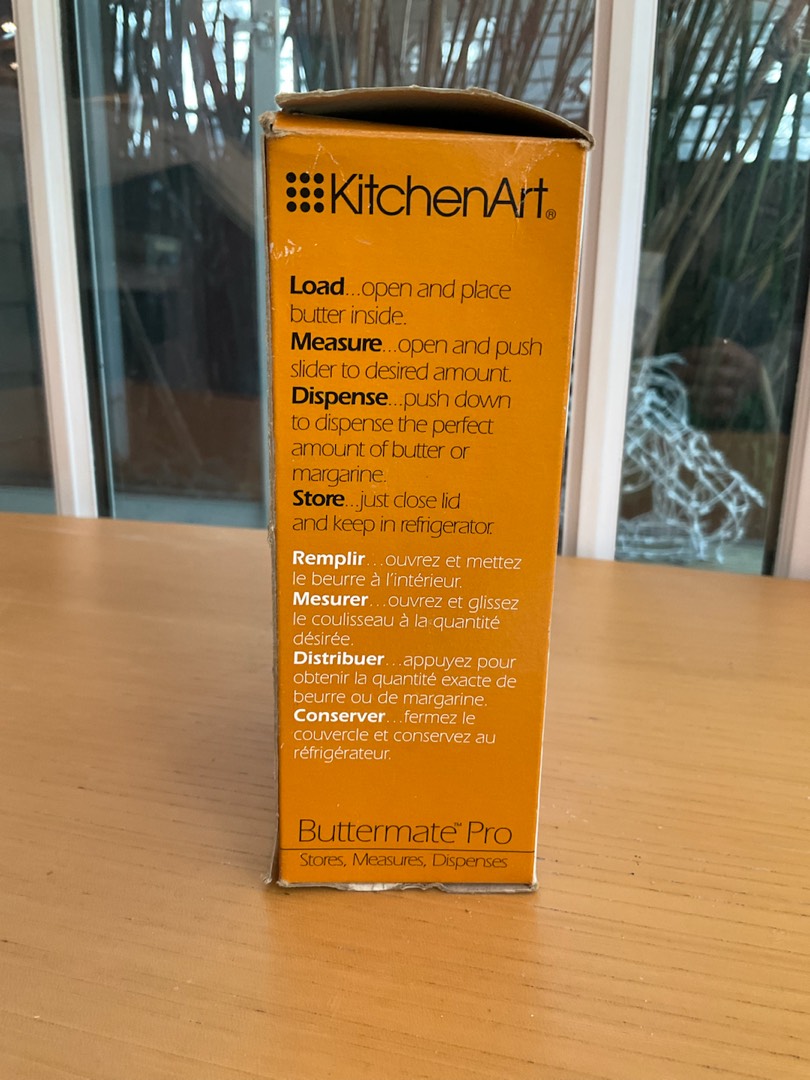 KitchenArt®
Load...open and place
butter inside.
Measure...open and push
slider to desired amount.
Dispense...push down
to dispense the perfect
amount of butter or
margarine.
Store...just close lid
and keep in refrigerator.
Remplir...ouvrez et mettez
le beurre à l'intérieur.
Mesurer...ouvrez et glissez
le coulisseau à la quantité
désirée.
Distribuer...appuyez pour
obtenir la quantité exacte de
beurre ou de margarine.
Conserver...fermez le
couvercle et conservez au
réfrigérateur.
Buttermate™ Pro
Stores, Measures, Dispenses